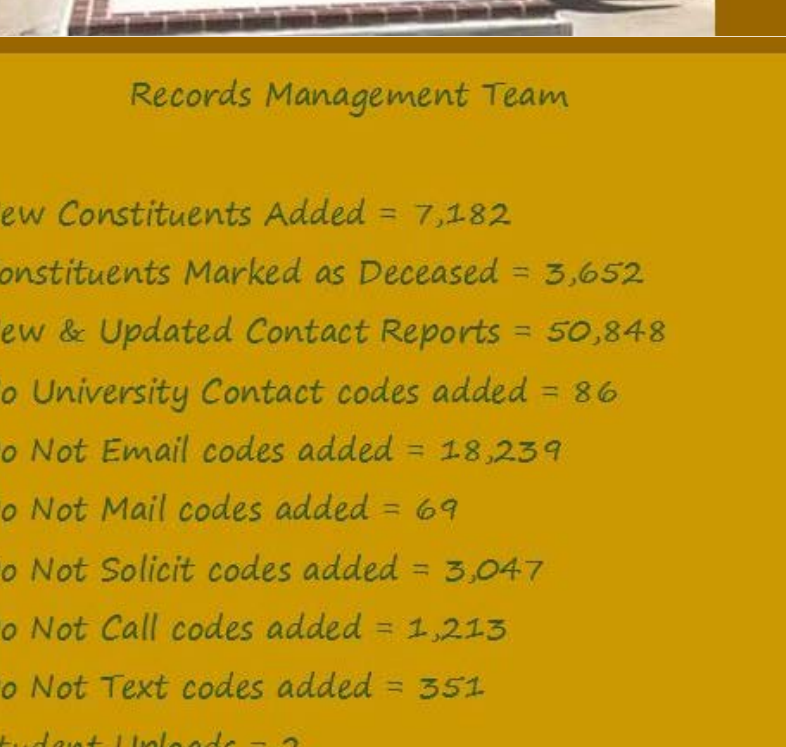 Records Management Team
ew Constituents Added = 7,182
onstituents Marked as Deceased = 3,652
ew & Updated Contact Reports = 50,848
o University Contact codes added = 86
o Not Email codes added = 18,239
o Not Mail codes added = 69
o Not Solicit codes added = 3,047
o Not Call codes added = 1,213
o Not Text codes added = 351
tudent Uploads =